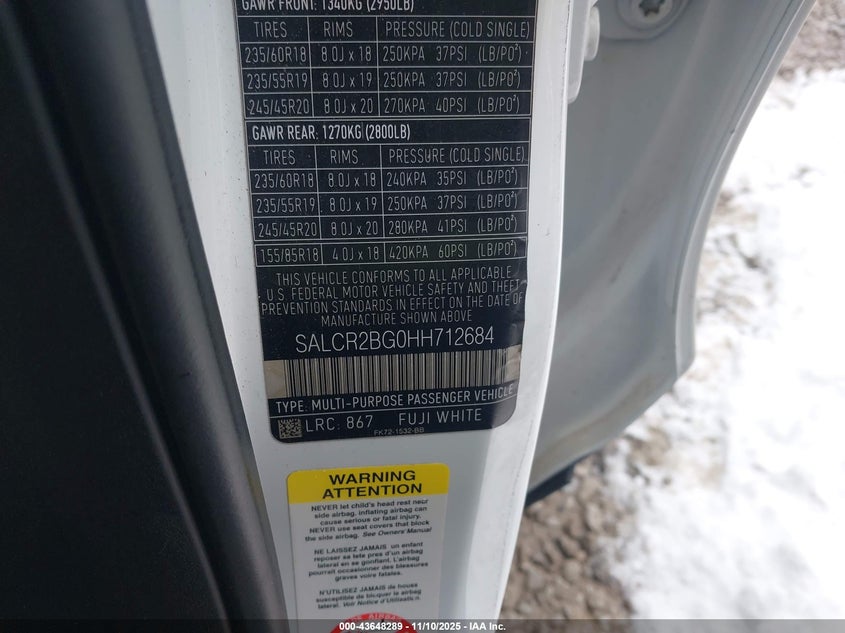 GAWR FRONT: 1340KG (2950LB)
TIRES RIMS PRESSURE (COLD SINGLE)
235/60R18 8.0J x 18 250KPA 37PSI (LB/PO²)
235/55R19 8.0J x 19 250KPA 37PSI (LB/PO²)
245/45R20 8.0J x 20 270KPA 40PSI (LB/PO²)
GAWR REAR: 1270KG (2800LB)
TIRES RIMS PRESSURE (COLD SINGLE)
235/60R18 8.0J x 18 240KPA 35PSI (LB/PO²)
235/55R19 8.0J x 19 250KPA 37PSI (LB/PO²)
245/45R20 8.0J x 20 280KPA 41PSI (LB/PO²)
155/85R18 4.0J x 18 420KPA 60PSI (LB/PO²)
THIS VEHICLE CONFORMS TO ALL APPLICABLE
U.S. FEDERAL MOTOR VEHICLE SAFETY AND THEFT
PREVENTION STANDARDS IN EFFECT ON THE DATE OF
MANUFACTURE SHOWN ABOVE
SALCR2BG0HH712684
TYPE: MULTI-PURPOSE PASSENGER VEHICLE
LRC: 867 FUJI WHITE
FK72-1532-BB
WARNING
ATTENTION
NEVER let child's head rest near
side airbag, inflating airbag can
cause serious or fatal injury.
NEVER use seat covers that block
the side airbag. See Owners Manual
NE LAISSEZ JAMAIS un enfant
reposer sa tete pres d'un airbag
lateral en se gonflant. L'airbag
pourrait occasionner des blessures
graves voire fatales.
N'UTILISEZ JAMAIS de housse
susceptible de bloquer l'airbag
lateral. Voir Notice d'Utilisation.
000-43648289 — 11/10/2025 — IAA Inc.